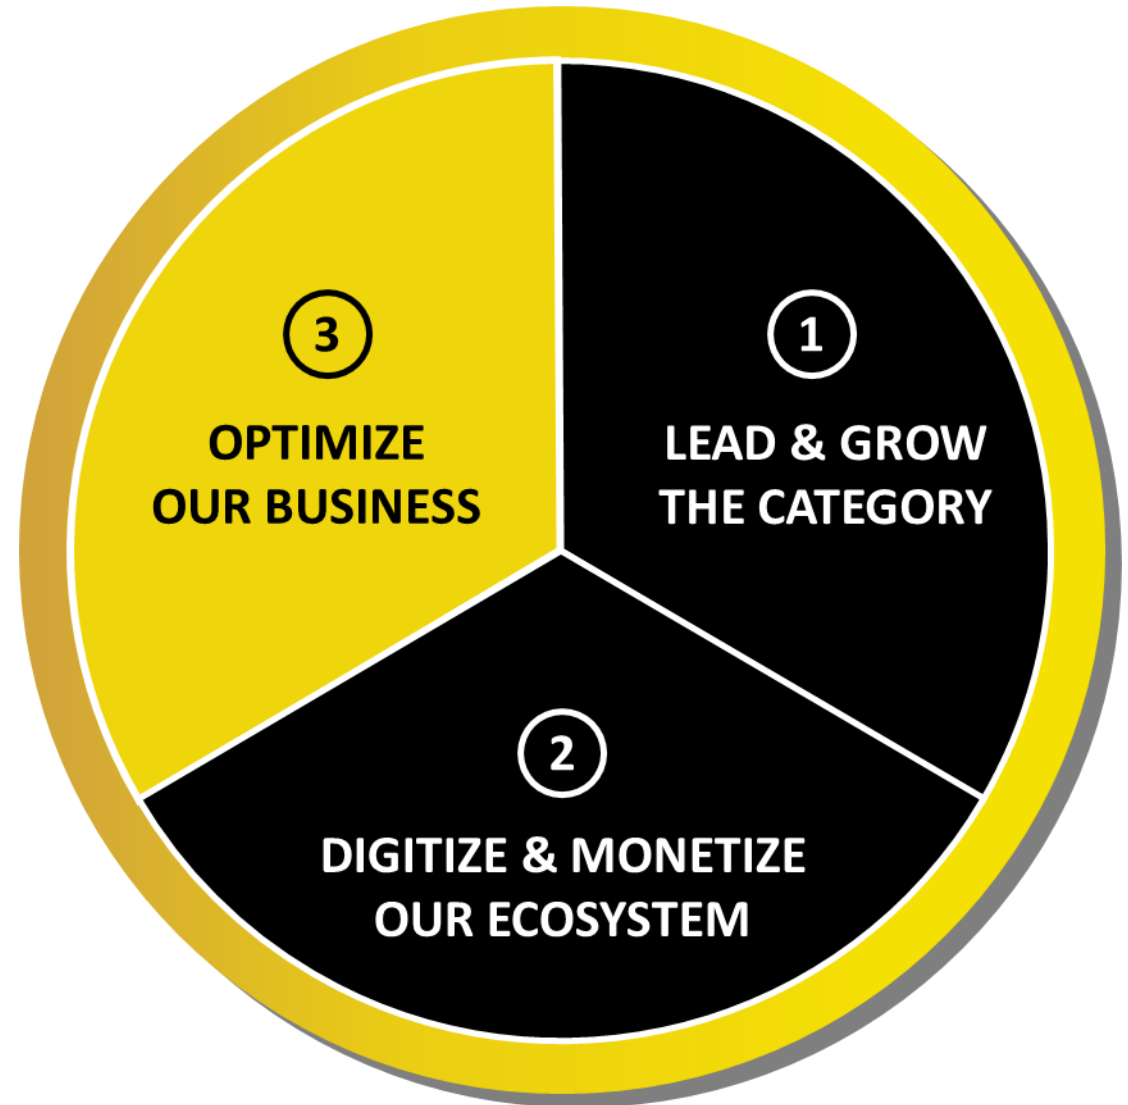 1
LEAD & GROW
THE CATEGORY
2
DIGITIZE & MONETIZE
OUR ECOSYSTEM
3
OPTIMIZE
OUR BUSINESS